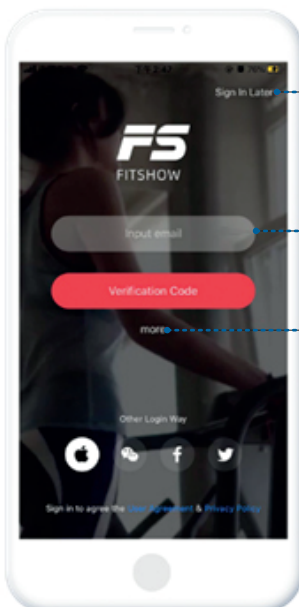 Sign In Later
FS
FITSHOW
Input email
Verification Code
more
Other Login Way
f
Sign in to agree the User Agreement & Privacy Policy